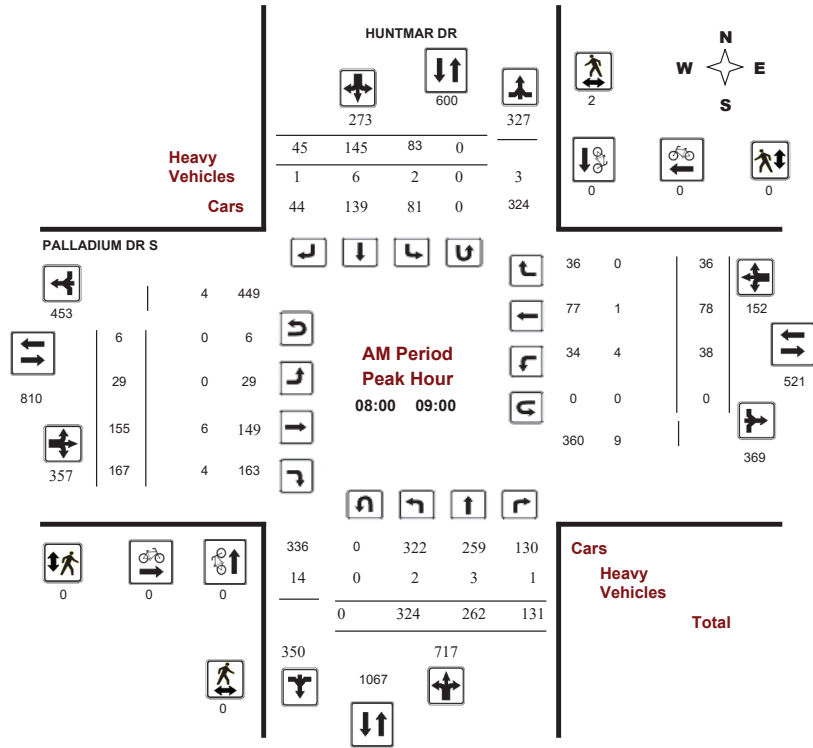 HUNTMAR DR
N
W E
S
600
2
273 327
45 145 83 0
Heavy
Vehicles
1 6 2 0 3
Cars
44 139 81 0 324
0 0 0
PALLADIUM DR S
453
4 449
36 0 36
152
6 0 6
77 1 78
810
29 0 29
AM Period
Peak Hour
08:00 09:00
34 4 38
521
155 6 149
0 0 0
357
167 4 163
360 9
369
336 0 322 259 130
Cars
14 0 2 3 1
Heavy
Vehicles
0 0 0
0 324 262 131
Total
350 717
1067
0